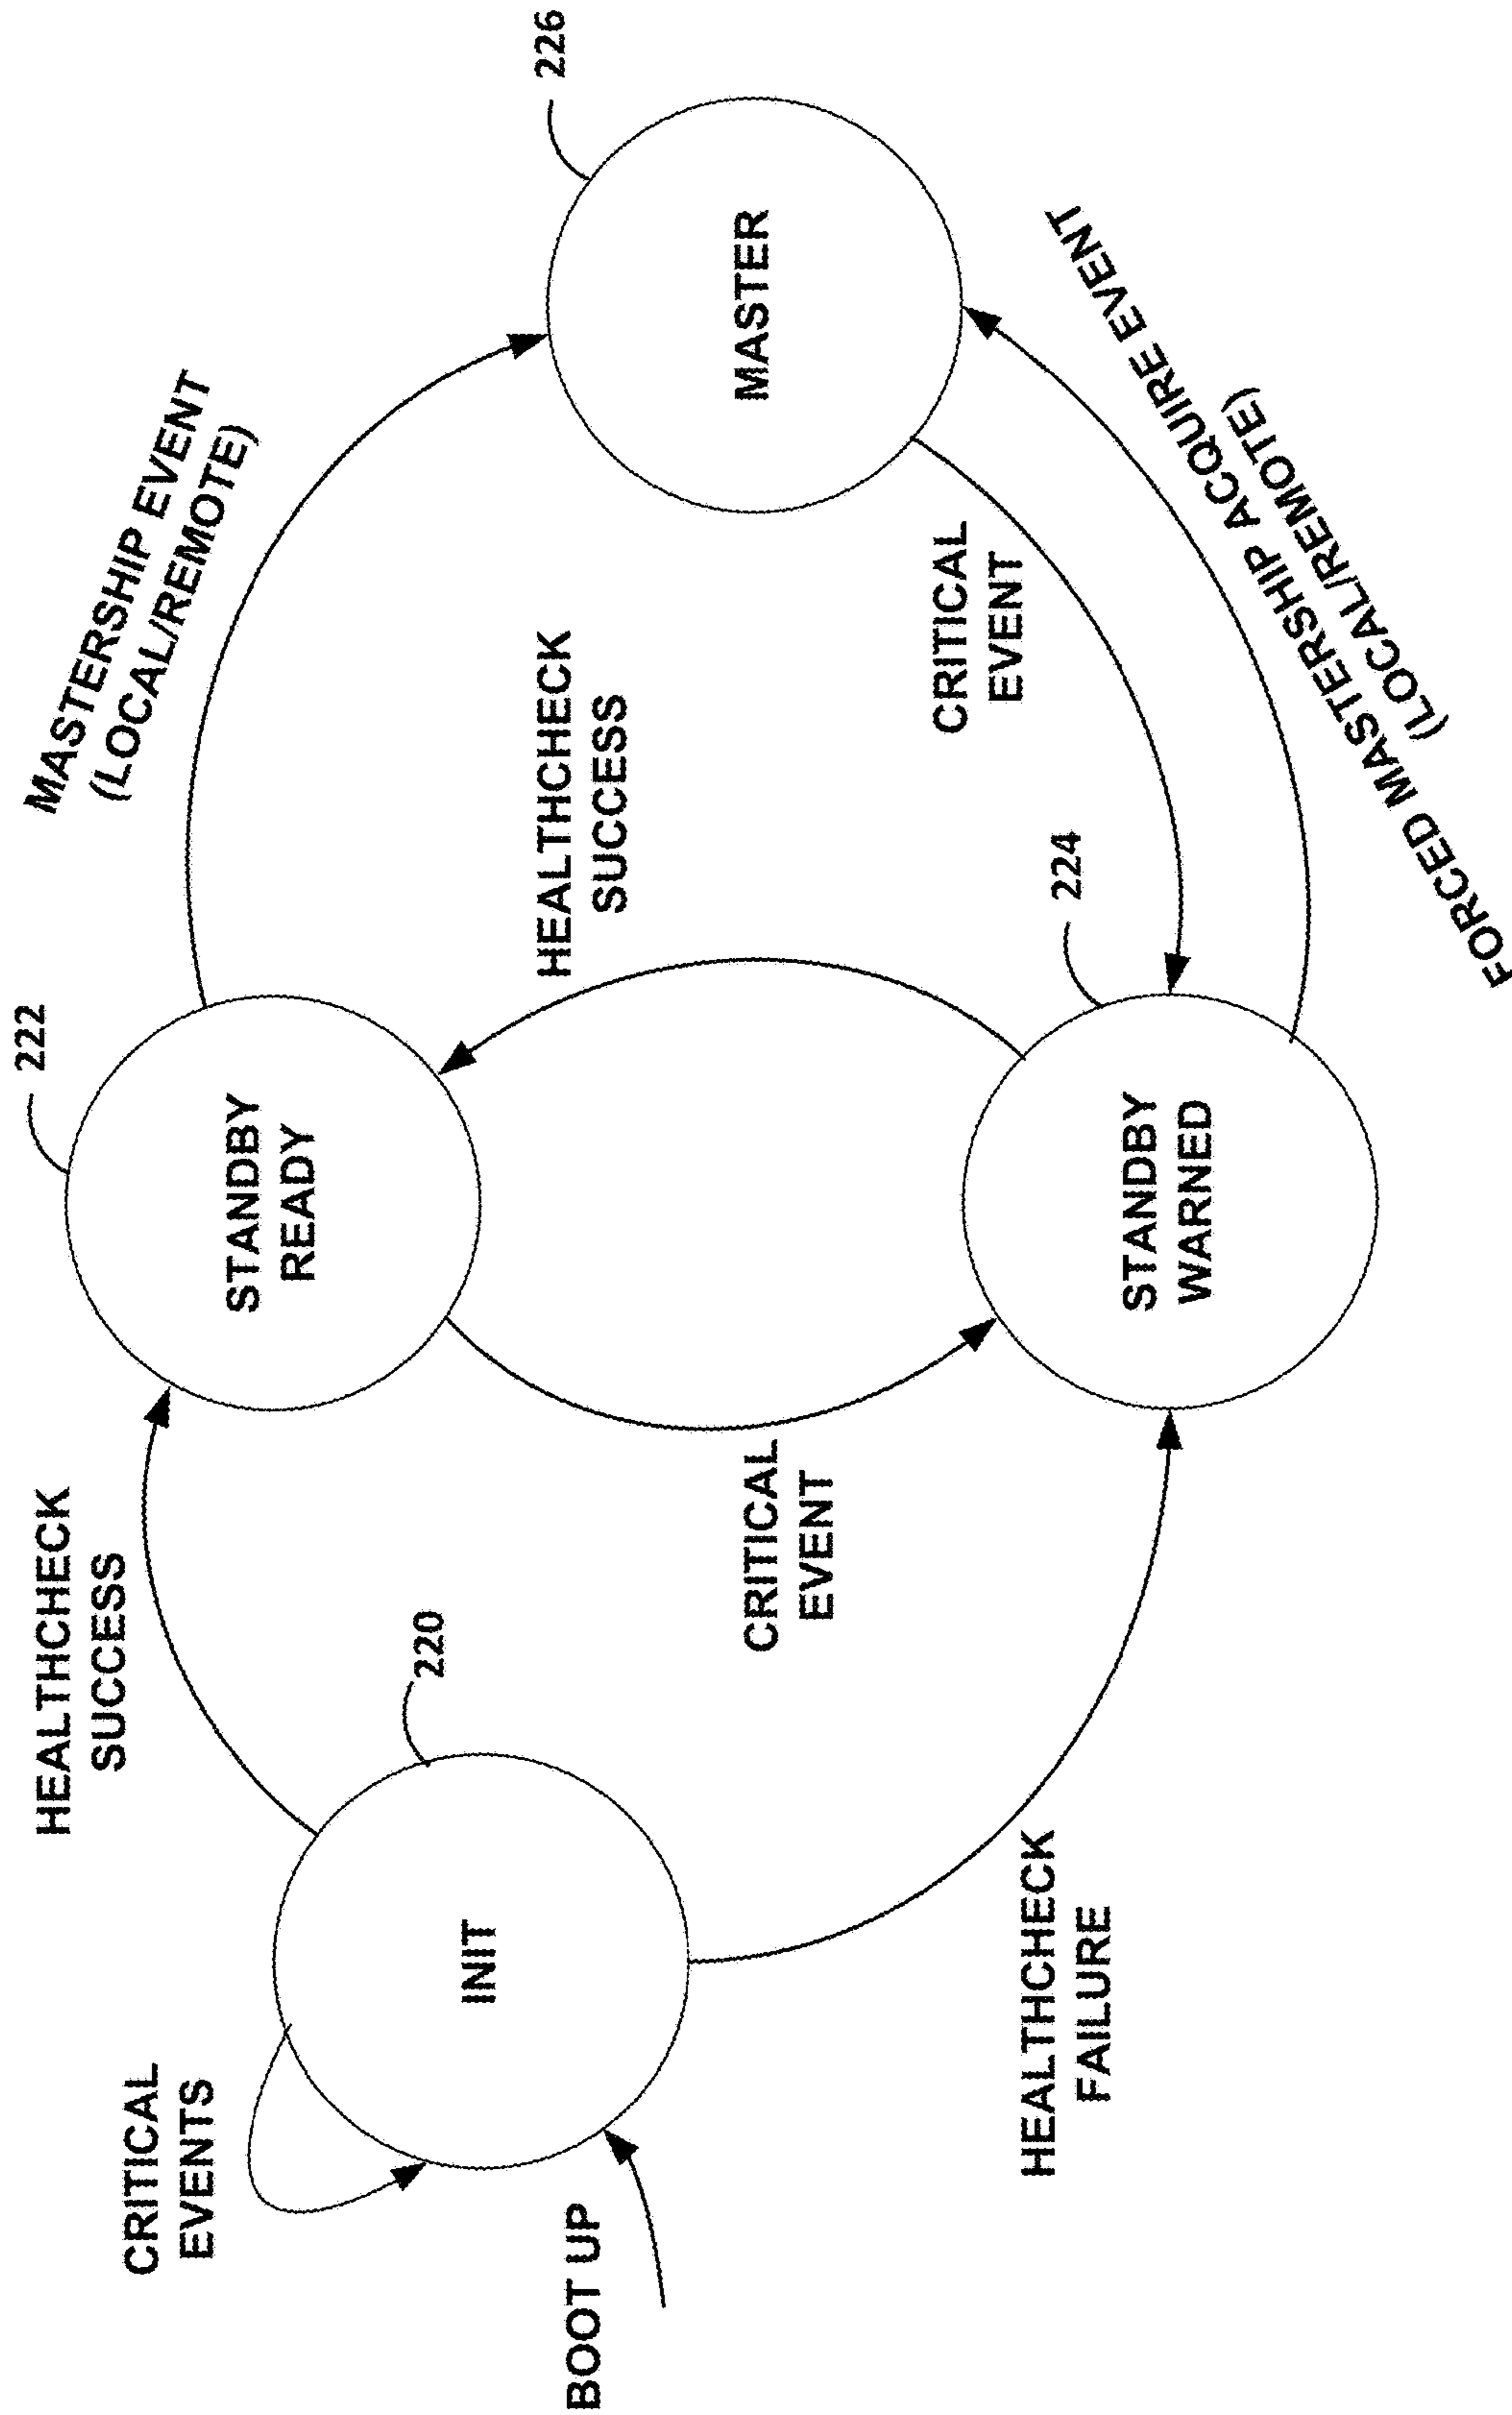 HEALTHCHECK
SUCCESS
222
MASTERSHIP EVENT
(LOCAL/REMOTE)
CRITICAL
EVENTS
STANDBY
READY
226
220
HEALTHCHECK
SUCCESS
INIT
MASTER
BOOT UP
CRITICAL
EVENT
CRITICAL
EVENT
224
HEALTHCHECK
FAILURE
STANDBY
WARNED
FORCED MASTERSHIP ACQUIRE EVENT
(LOCAL/REMOTE)